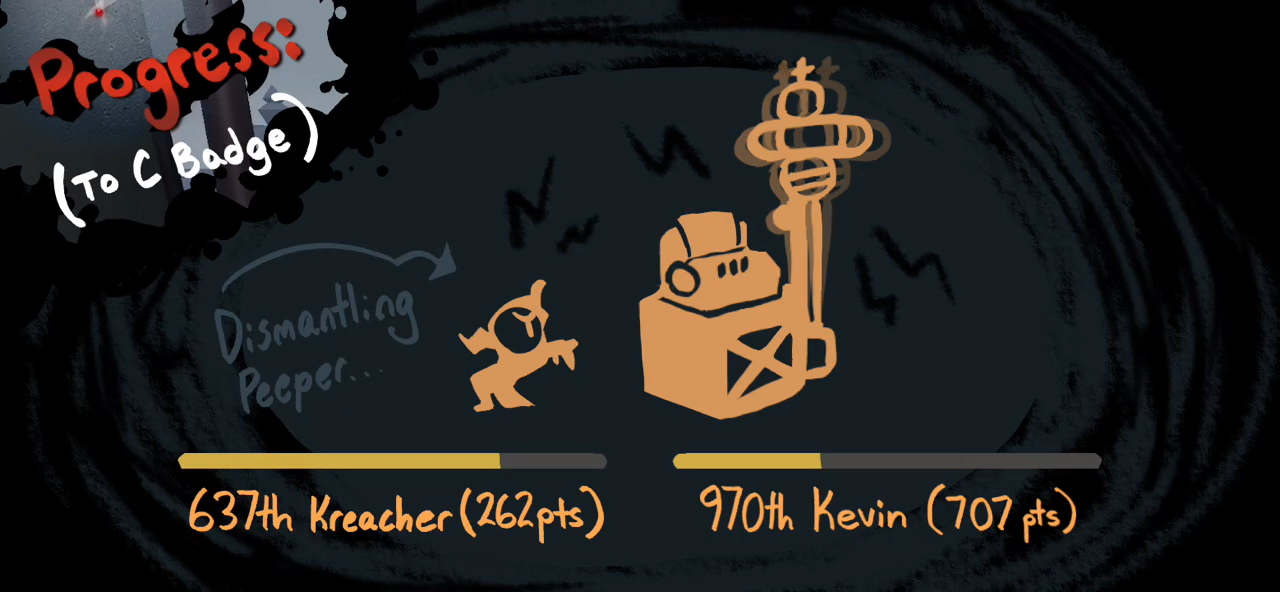 Progress:
(To C Badge)
Dismantling
Peeper...
637th Kreacher (262pts)
970th Kevin (707 pts)